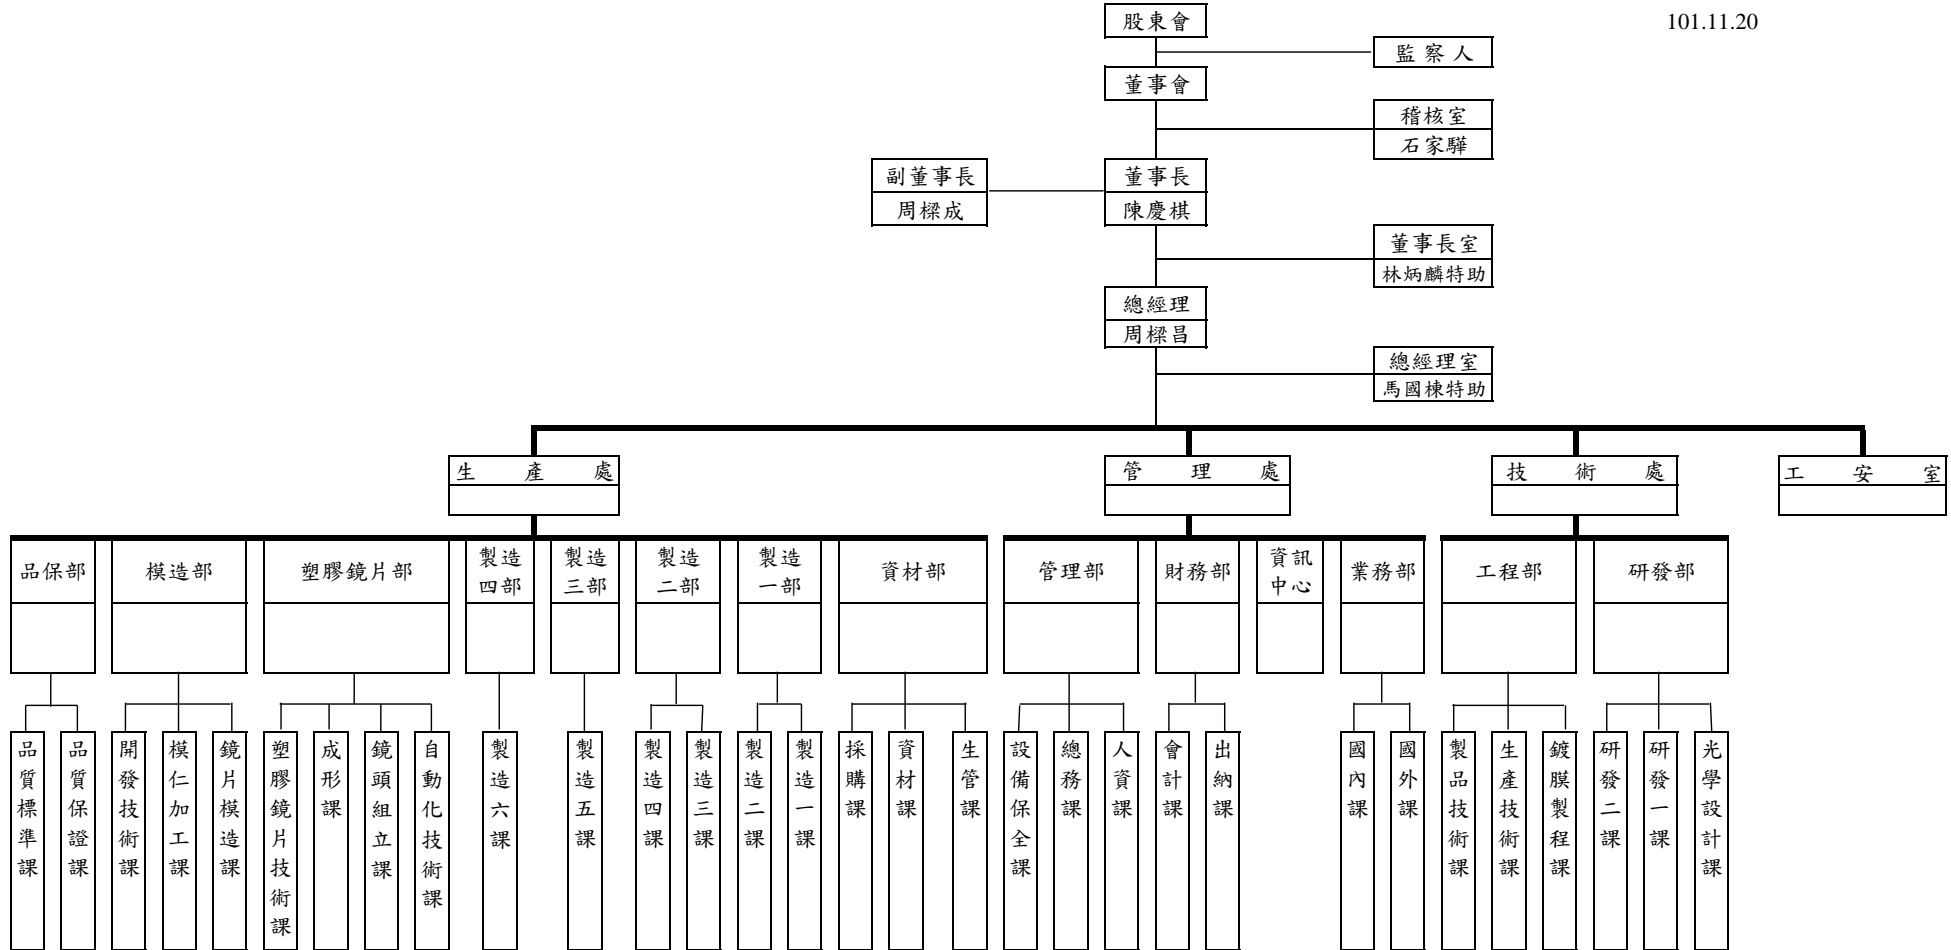 股東會
101.11.20
監察人
董事會
稽核室
石家驊
副董事長
周樑成
董事長
陳慶棋
董事長室
林炳麟特助
總經理
周樑昌
總經理室
馬國棟特助
生產處
管理處
技術處
工安室
品保部
模造部
塑膠鏡片部
製造
四部
製造
三部
製造
二部
製造
一部
資材部
管理部
財務部
資訊
中心
業務部
工程部
研發部
品質標準課
品質保證課
開發技術課
模仁加工課
鏡片模造課
塑膠鏡片技術課
成形課
鏡頭組立課
自動化技術課
製造六課
製造五課
製造四課
製造三課
製造二課
製造一課
採購課
資材課
生管課
設備保全課
總務課
人資課
會計課
出納課
國內課
國外課
製品技術課
生產技術課
鍍膜製程課
研發二課
研發一課
光學設計課